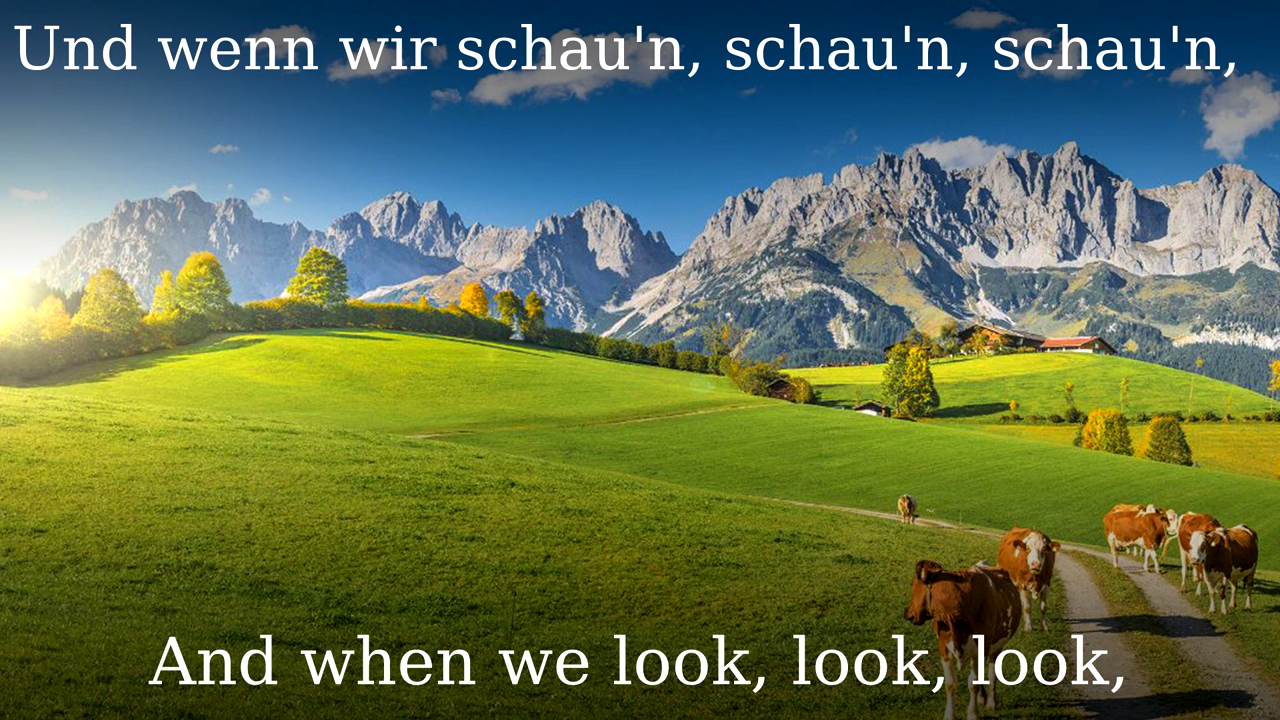 Und wenn wir schau'n, schau'n, schau'n,
And when we look, look, look,